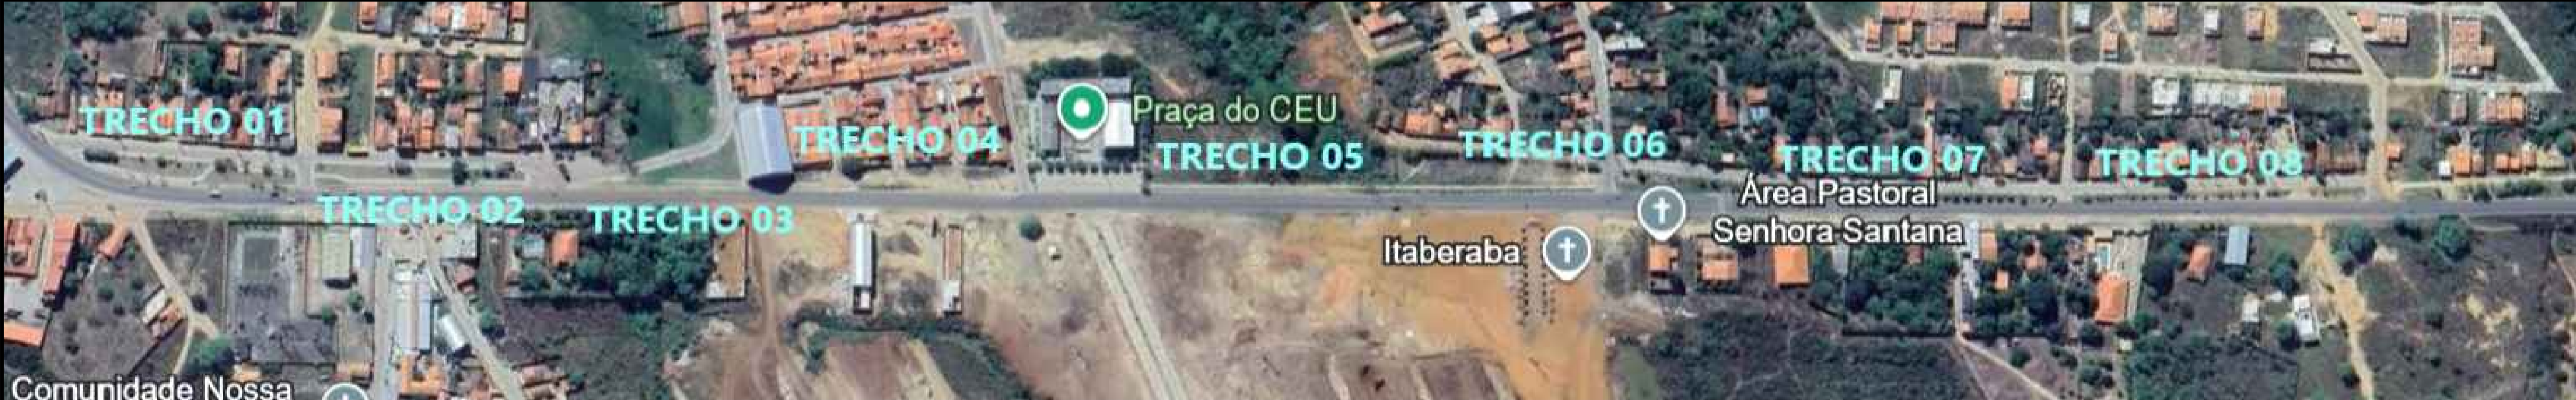 TRECHO 01
TRECHO 02
TRECHO 03
TRECHO 04
Praça do CEU
TRECHO 05
TRECHO 06
TRECHO 07
TRECHO 08
Área Pastoral
Senhora Santana
Itaberaba
Comunidade Nossa